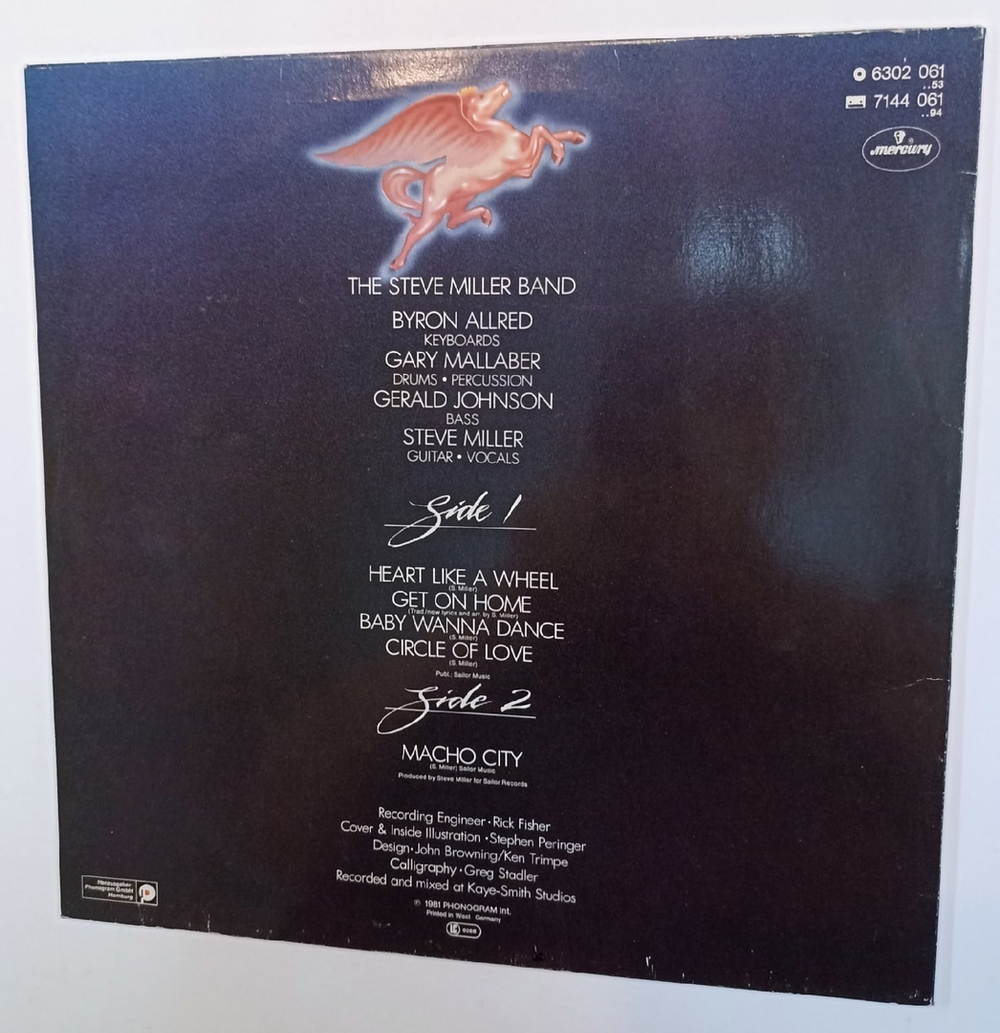 6302 061
..53
7144 061
..94
mercury
THE STEVE MILLER BAND
BYRON ALLRED
KEYBOARDS
GARY MALLABER
DRUMS • PERCUSSION
GERALD JOHNSON
BASS
STEVE MILLER
GUITAR • VOCALS
Side 1
HEART LIKE A WHEEL
(S. Miller)
GET ON HOME
(Trad./new lyrics and arr. by S. Miller)
BABY WANNA DANCE
(S. Miller)
CIRCLE OF LOVE
(S. Miller)
Publ.: Sailor Music
Side 2
MACHO CITY
(S. Miller) Sailor Music
Produced by Steve Miller for Sailor Records
Recording Engineer • Rick Fisher
Cover & Inside Illustration • Stephen Peringer
Design • John Browning/Ken Trimpe
Calligraphy • Greg Stadler
Recorded and mixed at Kaye-Smith Studios
℗ 1981 PHONOGRAM Int.
Printed in West Germany
LC 0268
Herausgeber
Phonogram GmbH
Hamburg